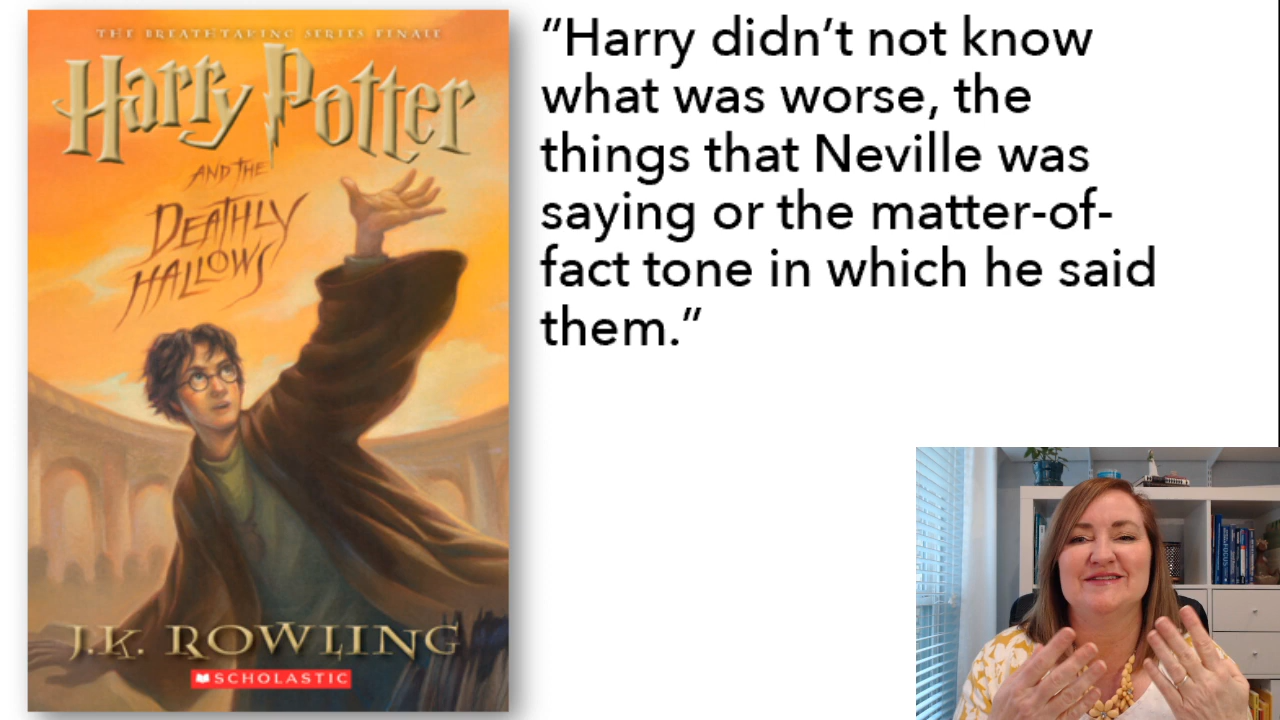 THE BREATHTAKING SERIES FINALE
Harry Potter
AND THE
DEATHLY
HALLOWS
J.K. ROWLING
SCHOLASTIC
“Harry didn’t not know
what was worse, the
things that Neville was
saying or the matter-of-
fact tone in which he said
them.”